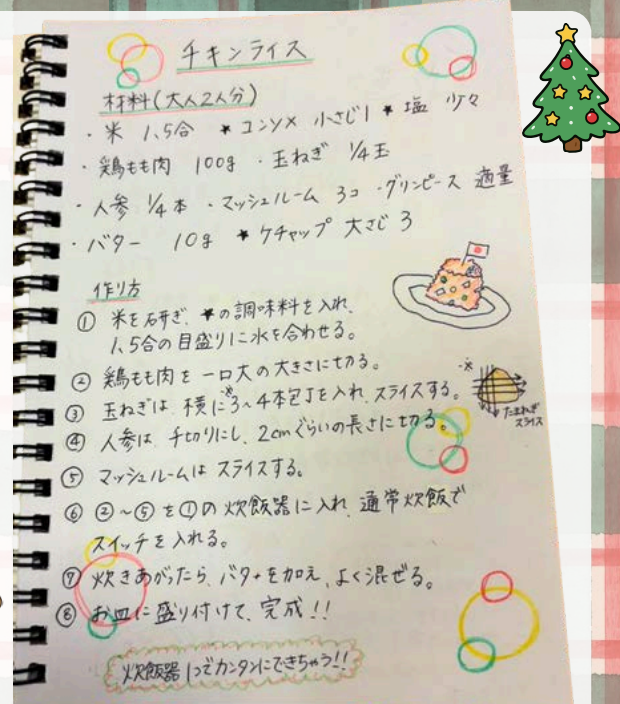 チキンライス
材料(大人2人分)
・米 1.5合 *コンソメ 小さじ1 *塩 少々
・鶏もも肉 100g ・玉ねぎ 1/4玉
・人参 1/4本 ・マッシュルーム 3コ ・グリンピース 適量
・バター 10g *ケチャップ 大さじ3
作り方
① 米を研ぎ、*の調味料を入れ、
1.5合の目盛りに水を合わせる。
② 鶏もも肉を一口大の大きさに切る。
③ 玉ねぎは、横に※3〜4本包丁を入れ、スライスする。
※
たまねぎ
スライス
④ 人参は、千切りにし、2cmぐらいの長さに切る。
⑤ マッシュルームはスライスする。
⑥ ②〜⑤を①の炊飯器に入れ、通常炊飯で
スイッチを入れる。
⑦ 炊きあがったら、バターを加え、よく混ぜる。
⑧ お皿に盛り付けて、完成!!
炊飯器1つでカンタンにできちゃう!!